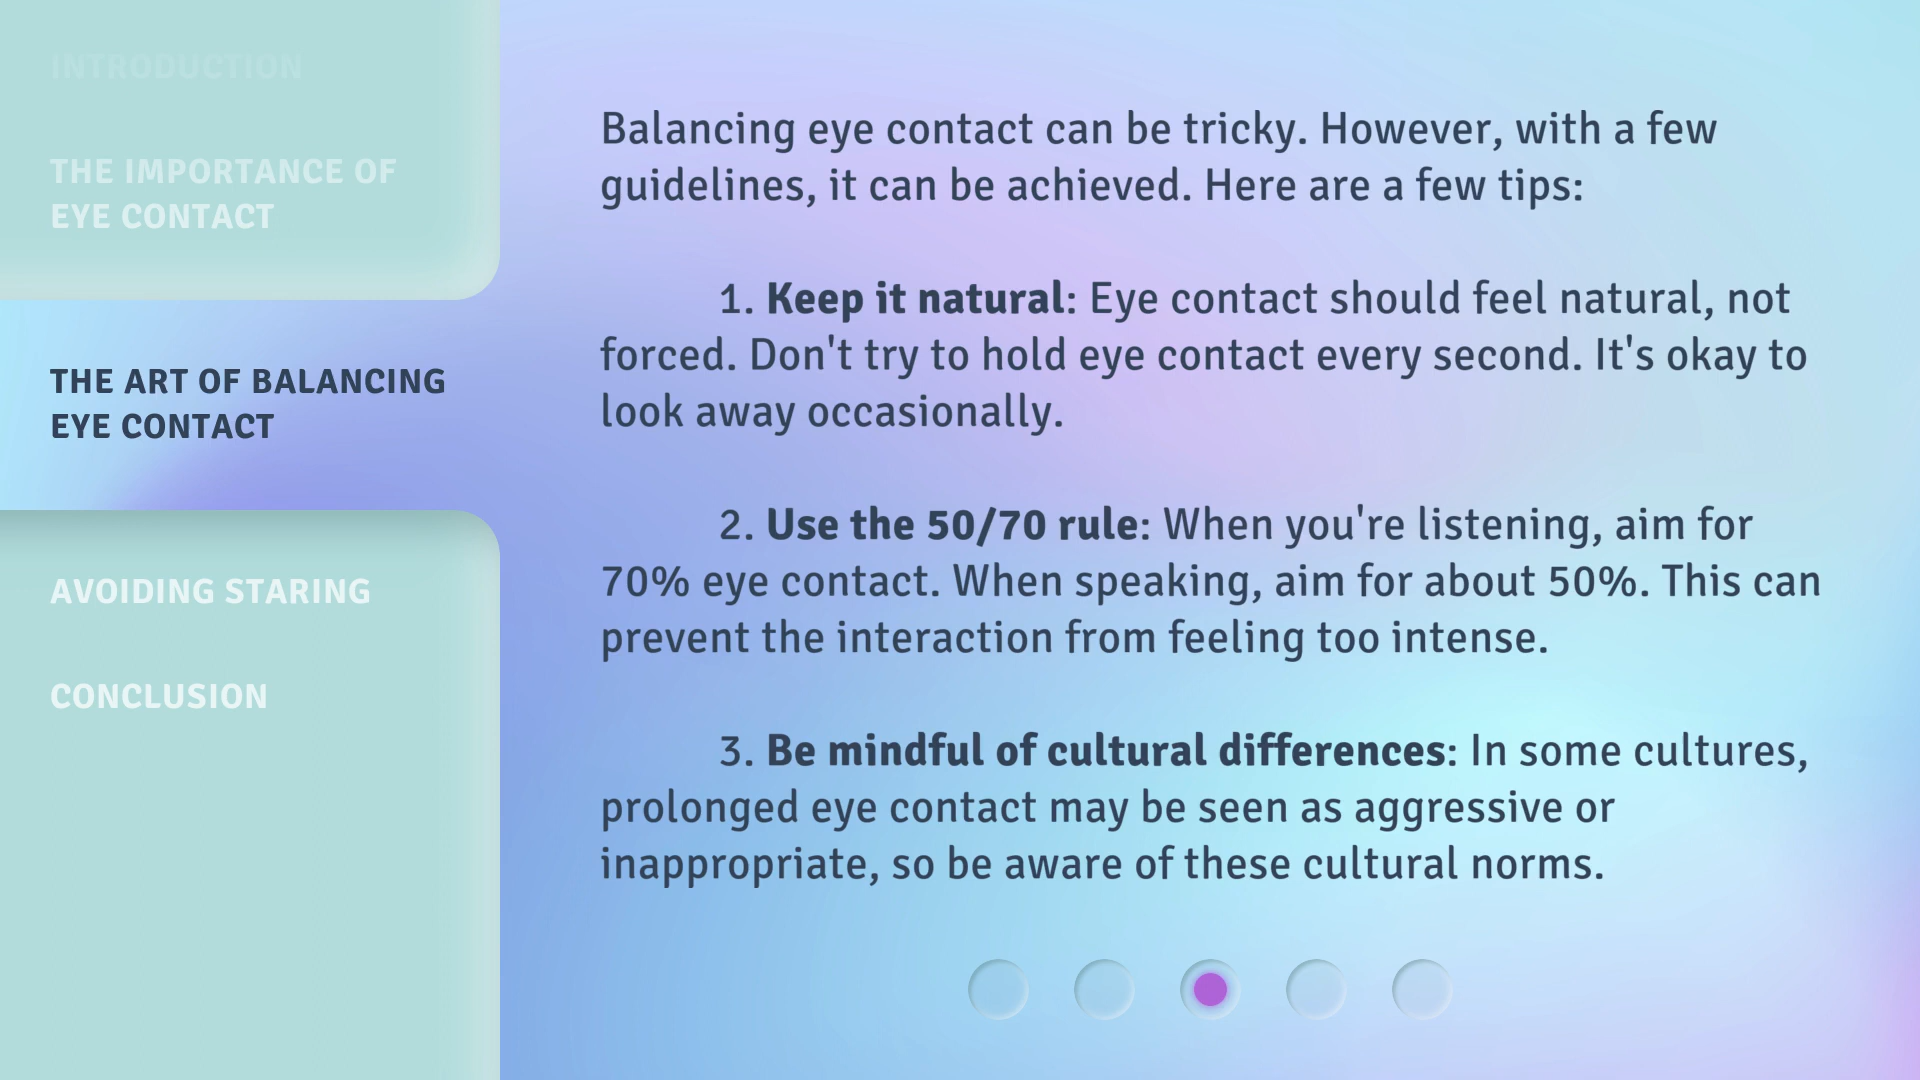 INTRODUCTION
THE IMPORTANCE OF
EYE CONTACT
THE ART OF BALANCING
EYE CONTACT
AVOIDING STARING
CONCLUSION
Balancing eye contact can be tricky. However, with a few
guidelines, it can be achieved. Here are a few tips:
1. Keep it natural: Eye contact should feel natural, not
forced. Don't try to hold eye contact every second. It's okay to
look away occasionally.
2. Use the 50/70 rule: When you're listening, aim for
70% eye contact. When speaking, aim for about 50%. This can
prevent the interaction from feeling too intense.
3. Be mindful of cultural differences: In some cultures,
prolonged eye contact may be seen as aggressive or
inappropriate, so be aware of these cultural norms.